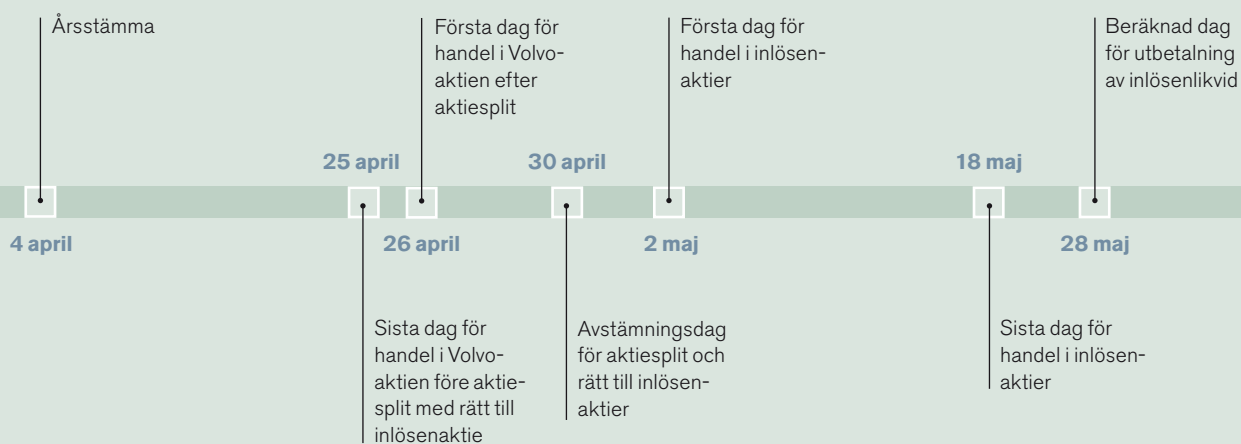 Årsstämma
Första dag för
handel i Volvo-
aktien efter
aktiesplit
Första dag för
handel i inlösen-
aktier
Beräknad dag
för utbetalning
av inlösenlikvid
25 april
30 april
18 maj
4 april
26 april
2 maj
28 maj
Sista dag för
handel i Volvo-
aktien före aktie-
split med rätt till
inlösenaktie
Avstämningsdag
för aktiesplit och
rätt till inlösen-
aktier
Sista dag för
handel i inlösen-
aktier